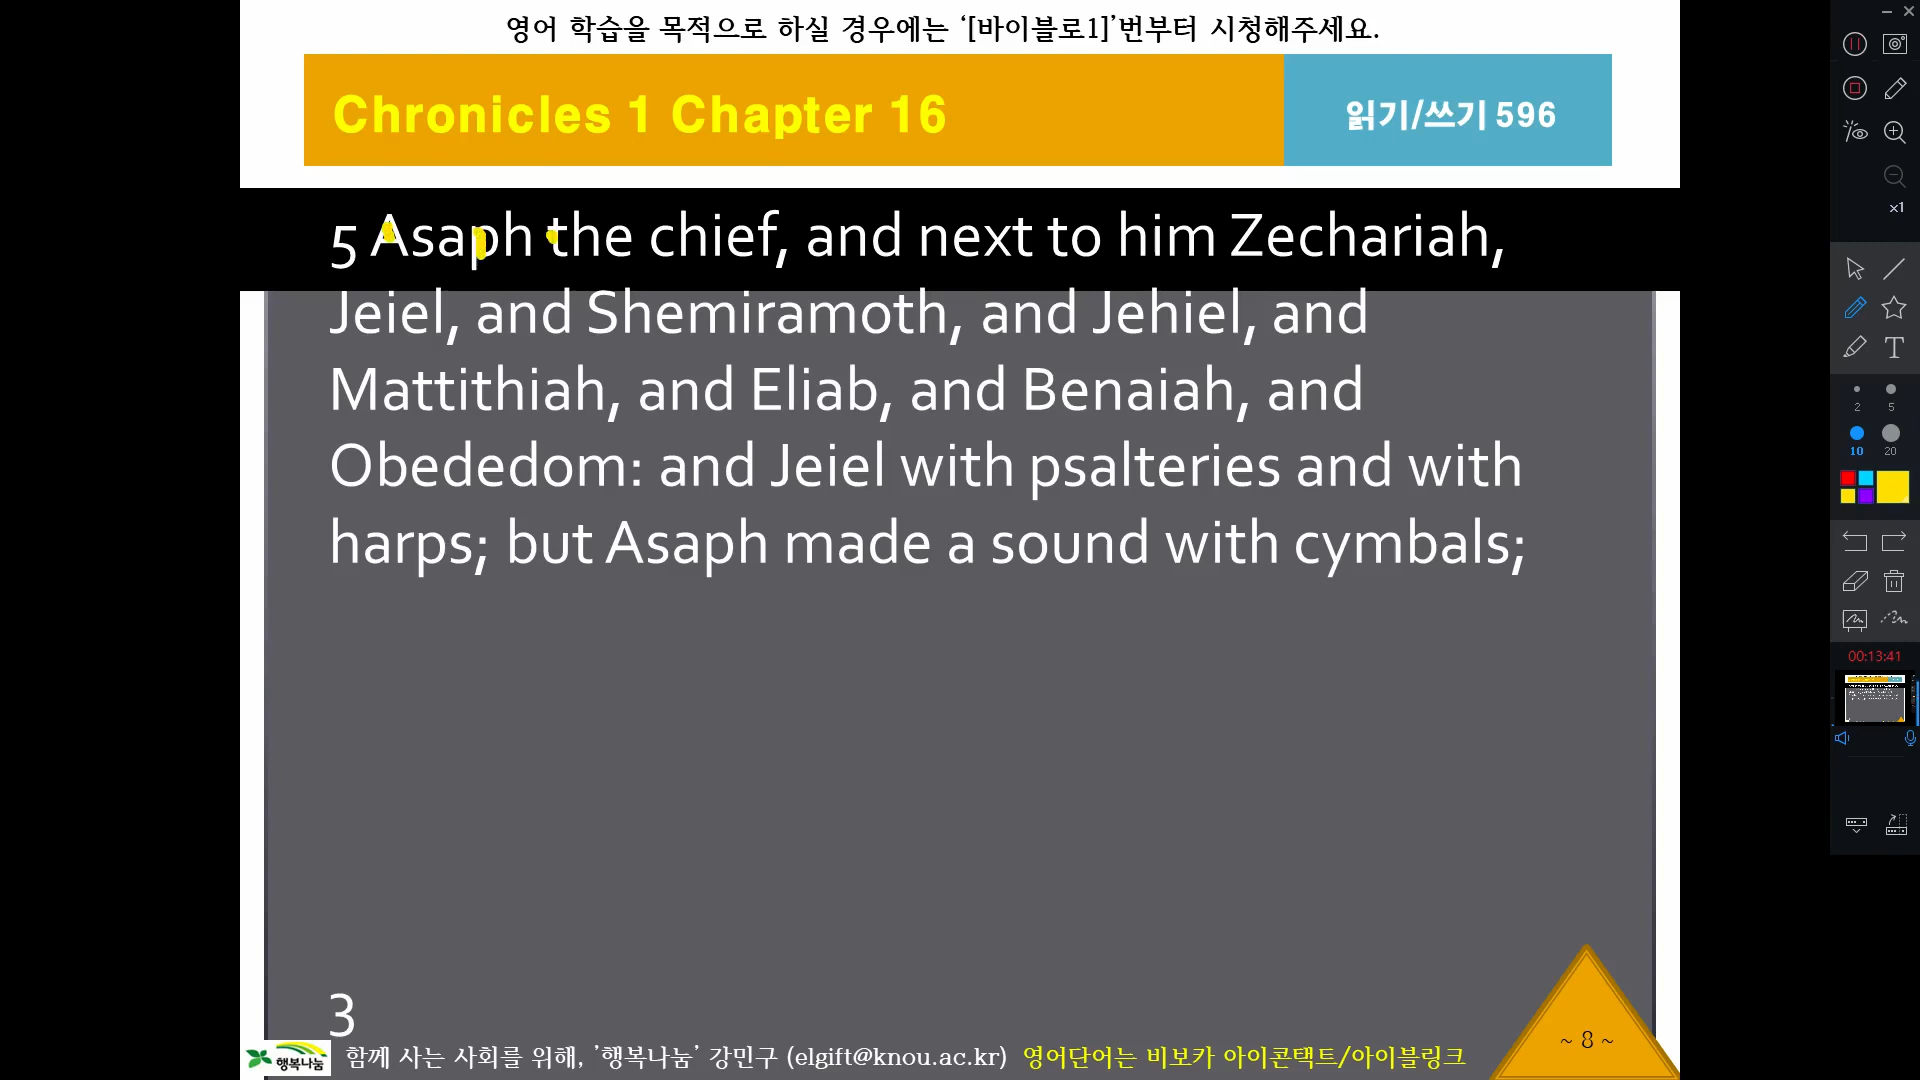 영어 학습을 목적으로 하실 경우에는 ‘[바이블로1]’번부터 시청해주세요.
Chronicles 1 Chapter 16
읽기/쓰기 596
5 Asaph the chief, and next to him Zechariah,
Jeiel, and Shemiramoth, and Jehiel, and
Mattithiah, and Eliab, and Benaiah, and
Obededom: and Jeiel with psalteries and with
harps; but Asaph made a sound with cymbals;
3
~ 8 ~
행복나눔
함께 사는 사회를 위해, ’행복나눔’ 강민구 (elgift@knou.ac.kr) 영어단어는 비보카 아이콘택트/아이블링크
x1
T
2 5
10 20
00:13:41